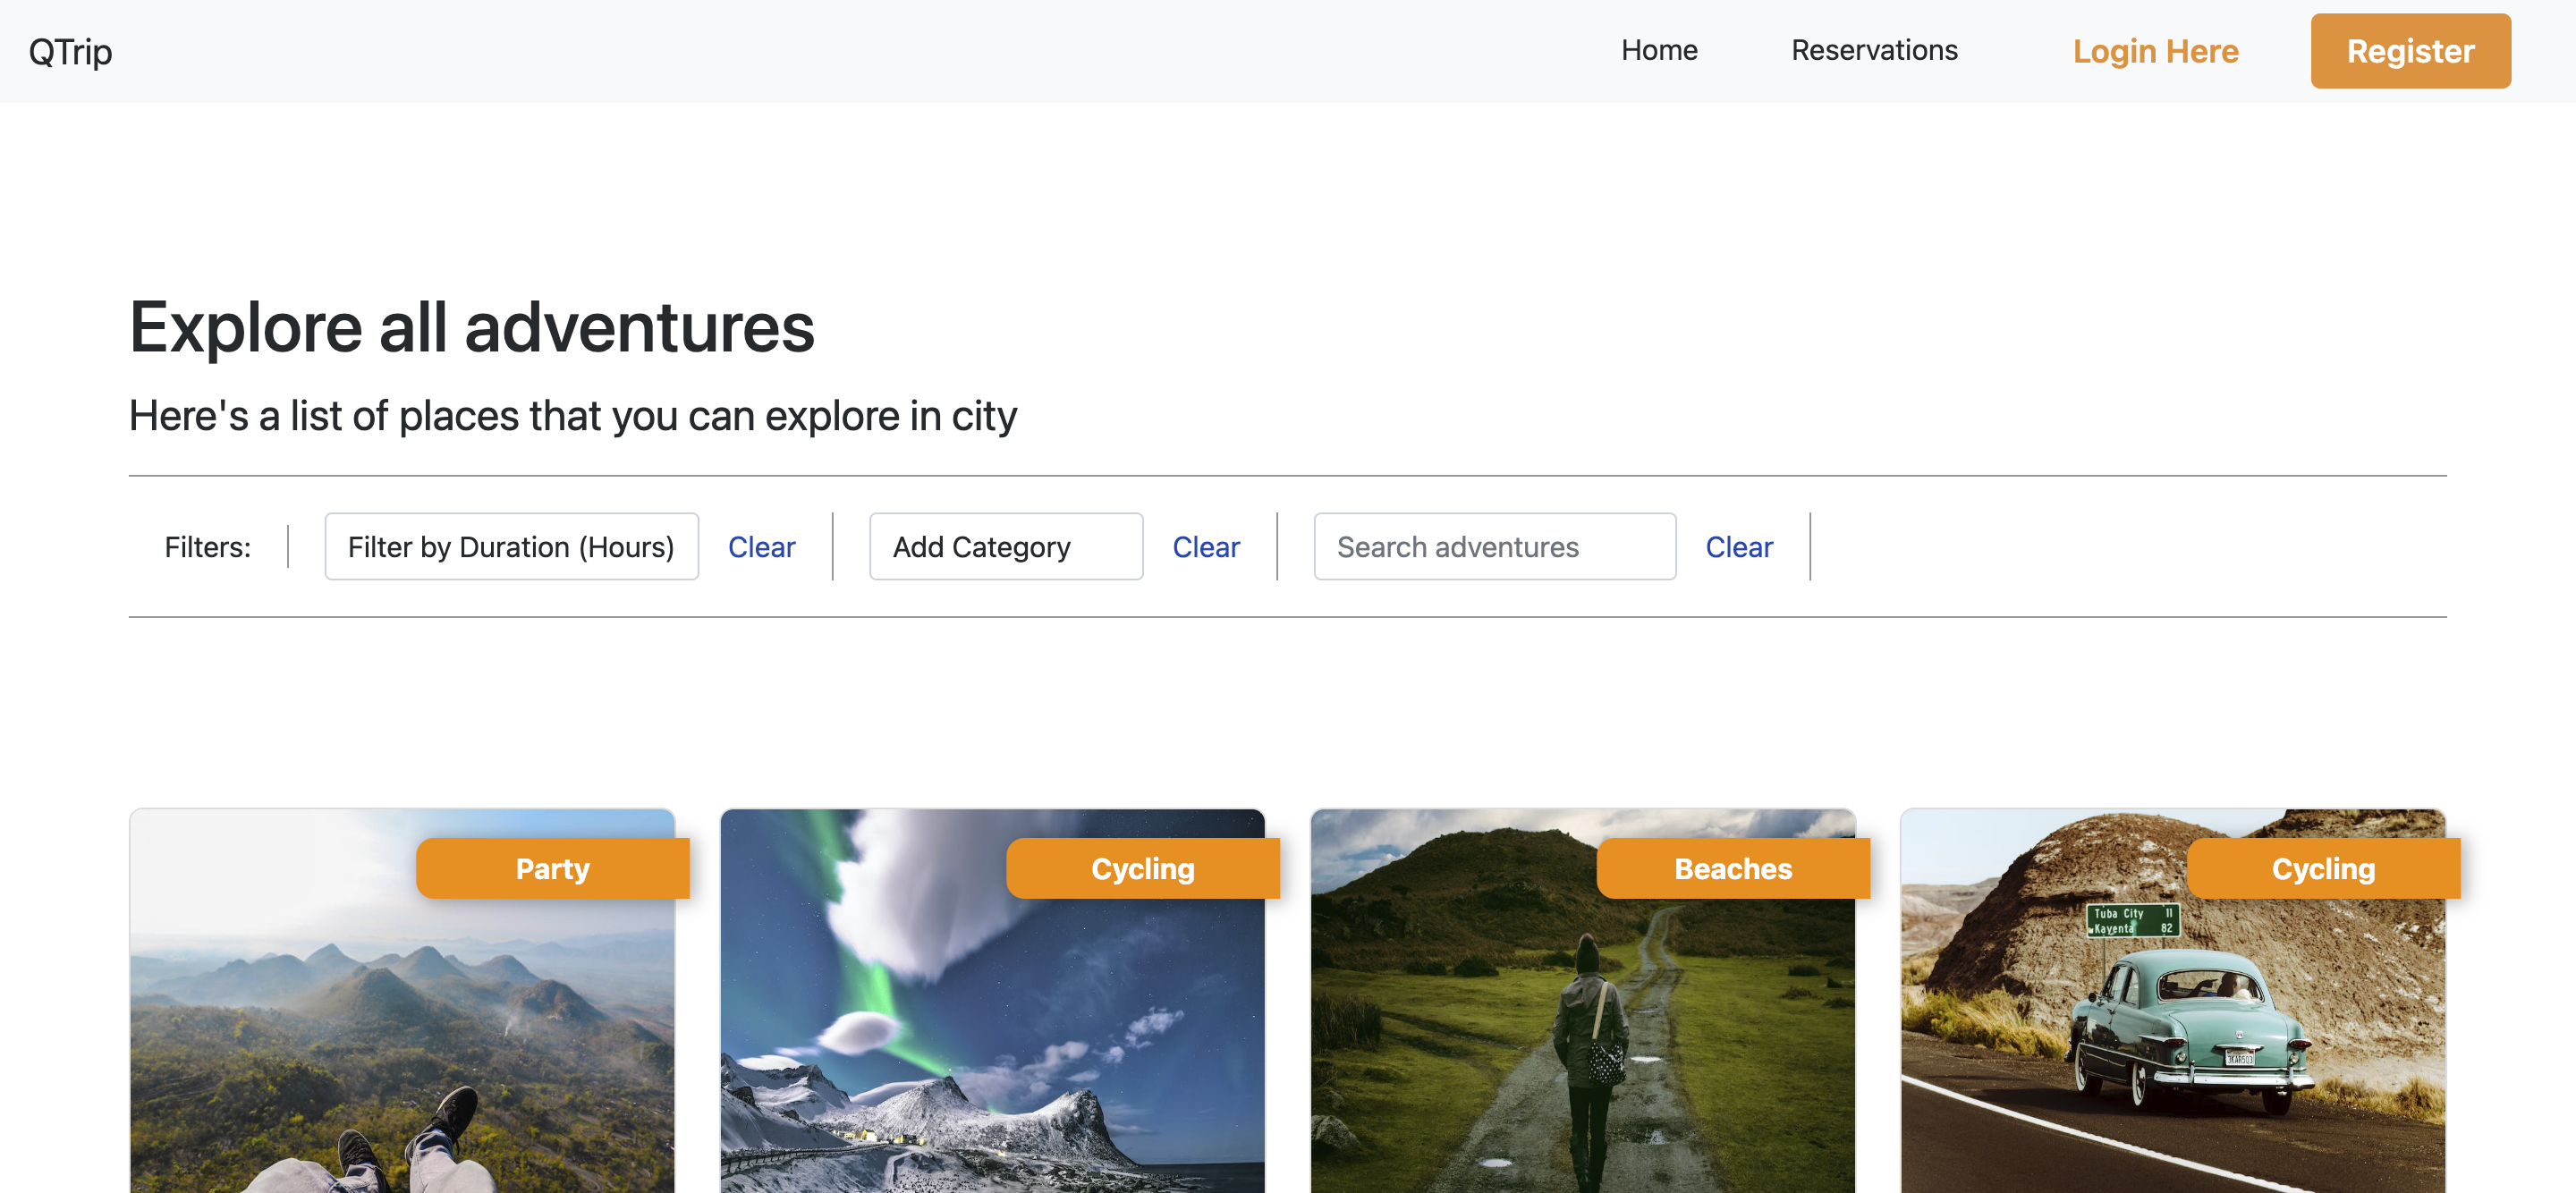 QTrip
Home Reservations Login Here Register
Explore all adventures
Here's a list of places that you can explore in city
Filters: Filter by Duration (Hours) Clear Add Category Clear Search adventures Clear
Party
Cycling
Beaches
Cycling
Tuba City 11
Kayenta 82